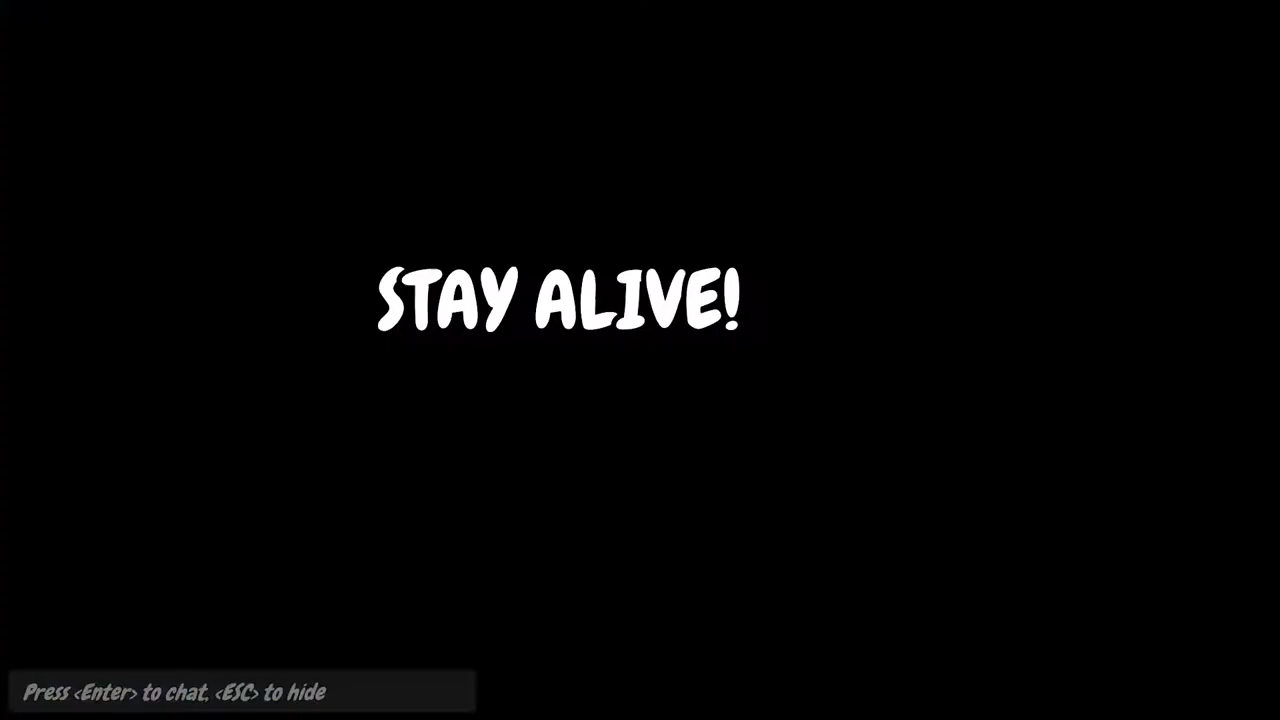 STAY ALIVE!
Press <Enter> to chat, <ESC> to hide